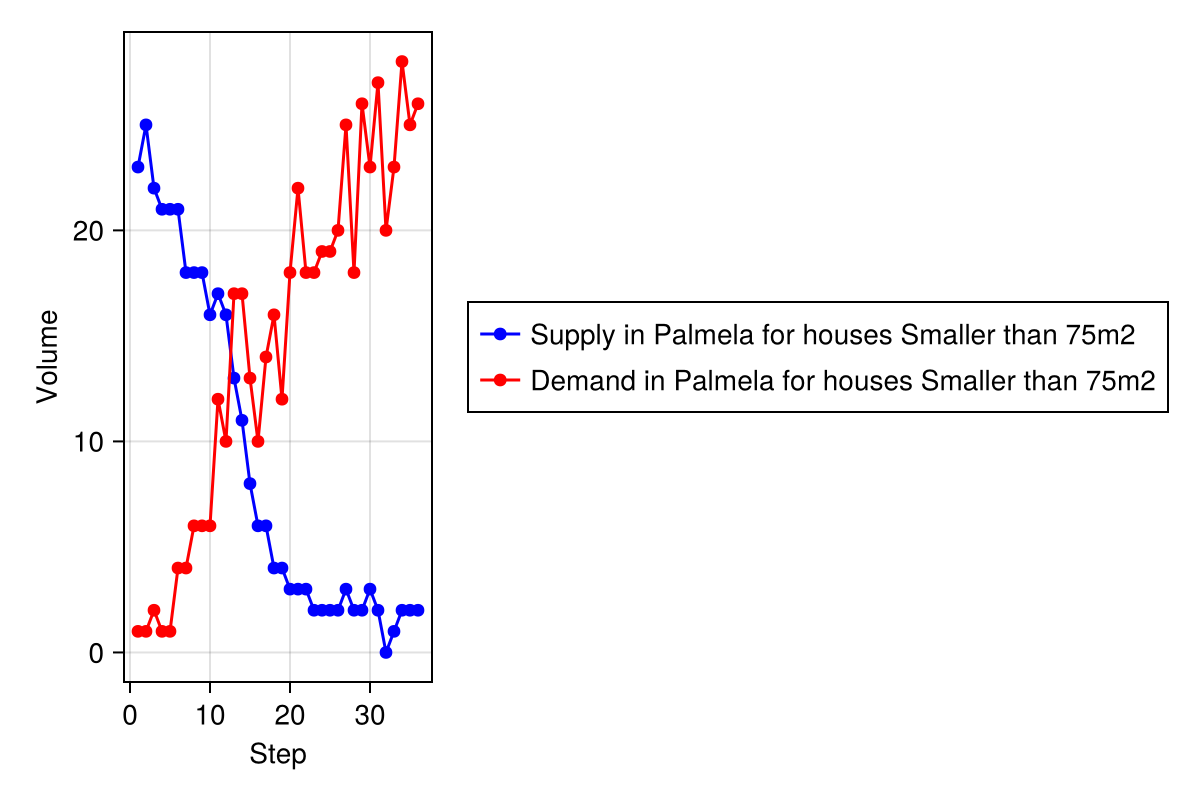 Volume
20
10
0
0 10 20 30
Step
Supply in Palmela for houses Smaller than 75m2
Demand in Palmela for houses Smaller than 75m2